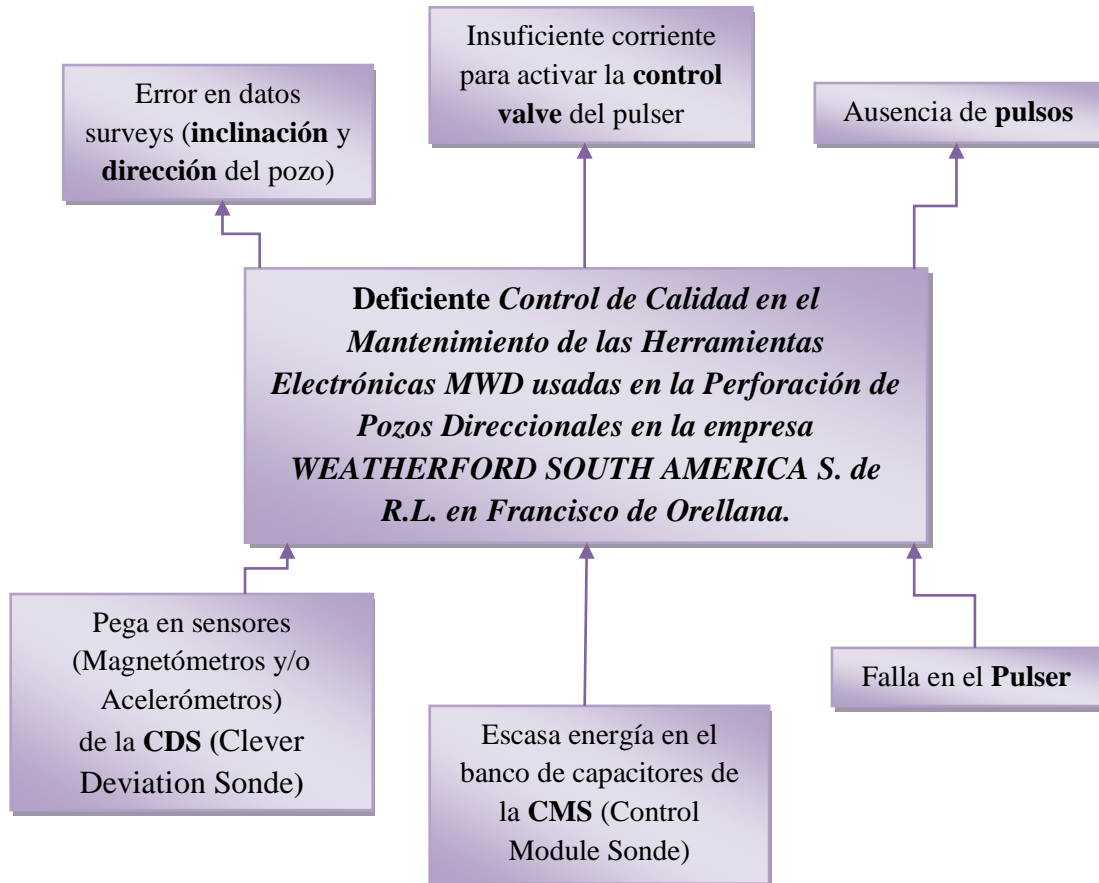 Error en datos
surveys (inclinación y
dirección del pozo)
Insuficiente corriente
para activar la control
valve del pulser
Ausencia de pulsos
Deficiente Control de Calidad en el
Mantenimiento de las Herramientas
Electrónicas MWD usadas en la Perforación de
Pozos Direccionales en la empresa
WEATHERFORD SOUTH AMERICA S. de
R.L. en Francisco de Orellana.
Pega en sensores
(Magnetómetros y/o
Acelerómetros)
de la CDS (Clever
Deviation Sonde)
Escasa energía en el
banco de capacitores de
la CMS (Control
Module Sonde)
Falla en el Pulser